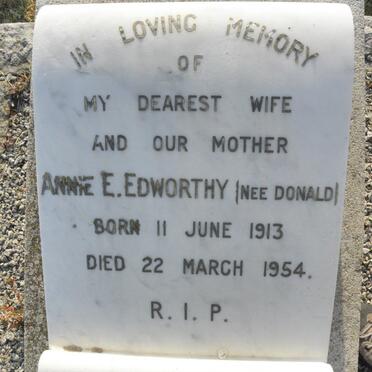 IN LOVING MEMORY
OF
MY DEAREST WIFE
AND OUR MOTHER
ANNIE E. EDWORTHY (NEE DONALD)
BORN 11 JUNE 1913
DIED 22 MARCH 1954.
R. I. P.